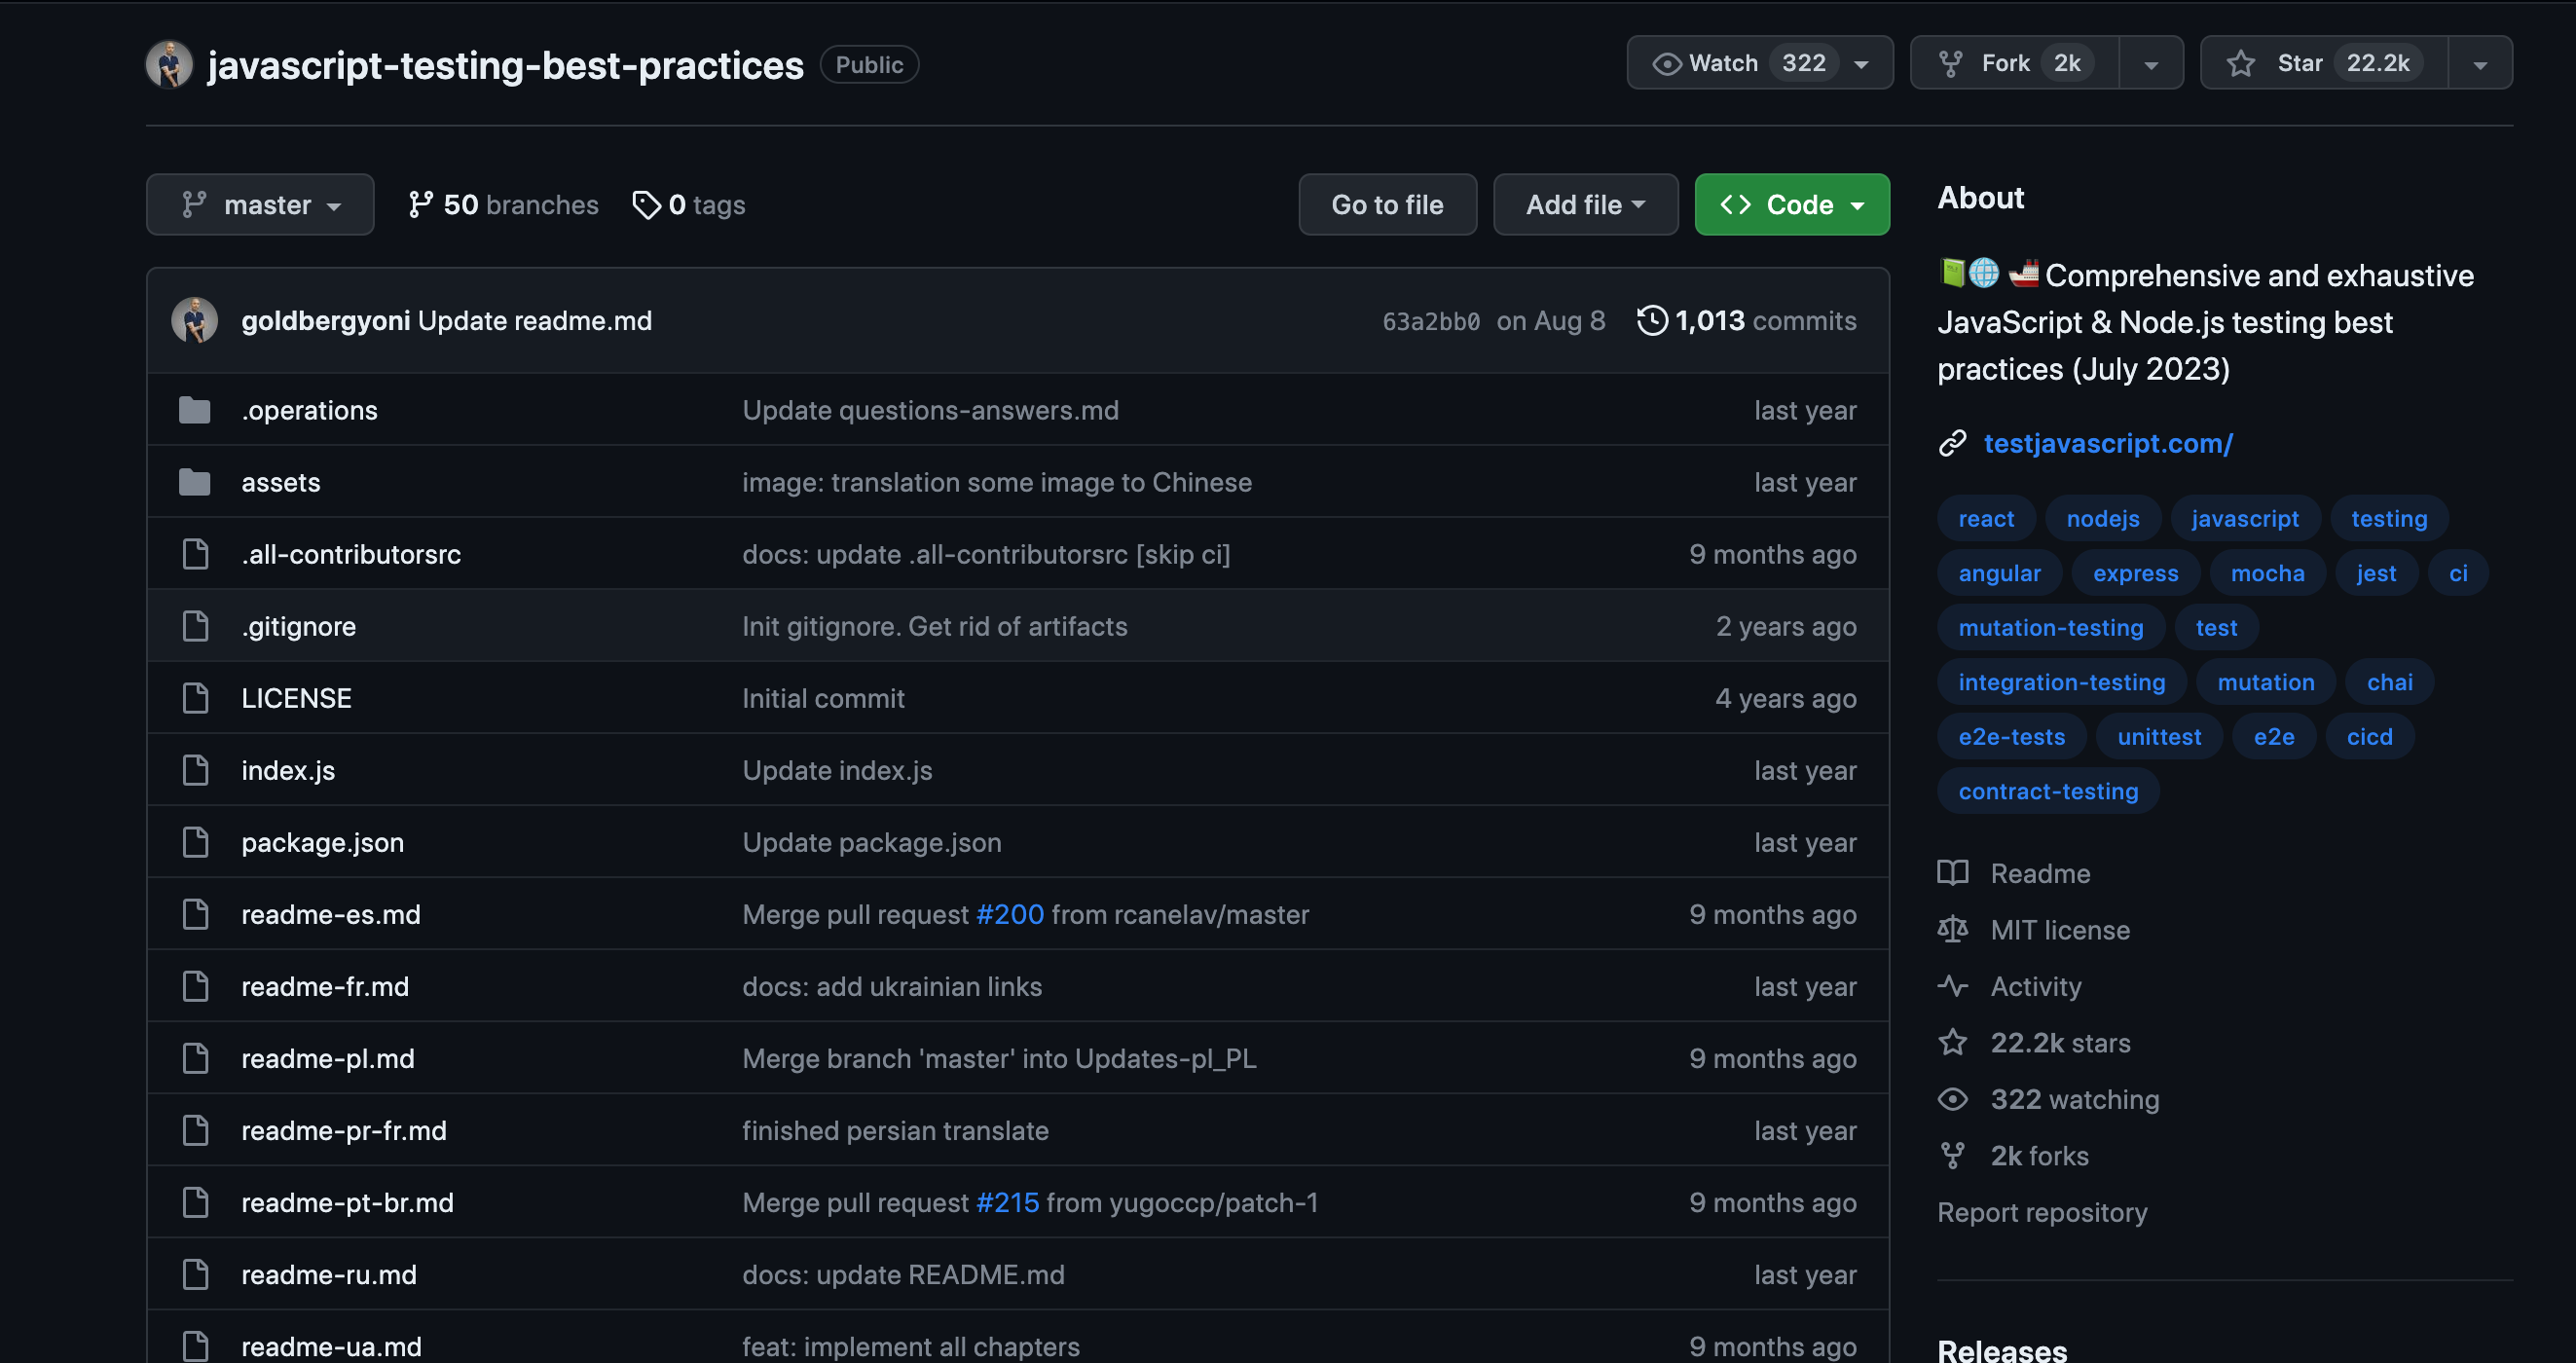 javascript-testing-best-practices Public Watch 322 Fork 2k Star 22.2k
master 50 branches 0 tags Go to file Add file Code
goldbergyoni Update readme.md 63a2bb0 on Aug 8 1,013 commits
.operations Update questions-answers.md last year
assets image: translation some image to Chinese last year
.all-contributorsrc docs: update .all-contributorsrc [skip ci] 9 months ago
.gitignore Init gitignore. Get rid of artifacts 2 years ago
LICENSE Initial commit 4 years ago
index.js Update index.js last year
package.json Update package.json last year
readme-es.md Merge pull request #200 from rcanelav/master 9 months ago
readme-fr.md docs: add ukrainian links last year
readme-pl.md Merge branch 'master' into Updates-pl_PL 9 months ago
readme-pr-fr.md finished persian translate last year
readme-pt-br.md Merge pull request #215 from yugoccp/patch-1 9 months ago
readme-ru.md docs: update README.md last year
readme-ua.md feat: implement all chapters 9 months ago
About
📗🌐 🚢 Comprehensive and exhaustive
JavaScript & Node.js testing best
practices (July 2023)
testjavascript.com/
react nodejs javascript testing
angular express mocha jest ci
mutation-testing test
integration-testing mutation chai
e2e-tests unittest e2e cicd
contract-testing
Readme
MIT license
Activity
22.2k stars
322 watching
2k forks
Report repository
Releases